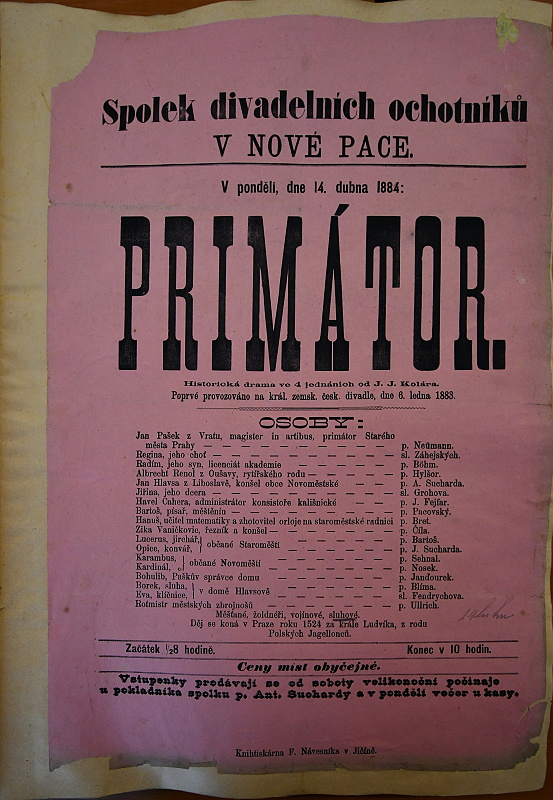 Spolek divadelních ochotníků
V NOVÉ PACE.
V pondělí, dne 14. dubna 1884:
PRIMÁTOR.
Historická drama ve 4 jednáních od J. J. Kolára.
Poprvé provozováno na král. zemsk. česk. divadle, dne 6. ledna 1883.
OSOBY:
Jan Pašek z Vratu, magister in artibus, primátor Starého
města Prahy — p. Neümann.
Regina, jeho choť — sl. Záhejských.
Radim, jeho syn, licenciát akademie — p. Böhm.
Albrecht Rencl z Oušavy, rytířského rodu — p. Hylšor.
Jan Hlavsa z Liboslavě, konšel obce Novoměstské — p. A. Sucharda.
Jiřina, jeho dcera — sl. Grohova.
Havel Cahera, administrátor konsistoře kališnické — p. J. Fejfar.
Bartoš, písař, měštěnín — p. Pacovský.
Hanuš, učitel matematiky a zhotovitel orloje na staroměstské radnici p. Bret.
Zika Vaníčkovic, řezník a konšel — p. Číla.
Lucerus, jirchář, } občané Staroměští — p. Bartoš.
Opice, konvář, — p. J. Sucharda.
Karambus, } občané Novoměští — p. Sehnal.
Kardinál, — p. Nosek.
Bohulib, Paškův správce domu — p. Jandourek.
Borek, sluha, } v domě Hlavsově — p. Blíma.
Eva, klíčnice, — sl. Fendrychova.
Rotmistr městských zbrojnošů — p. Ullrich.
Měšťané, žoldnéři, vojínové, sluhové.
Děj se koná v Praze roku 1524 za krále Ludvíka, z rodu
Polských Jagellonců.
Začátek ½8 hodině. Konec v 10 hodin.
Ceny míst obyčejné.
Vstupenky prodávají se od soboty velikonoční počínaje
u pokladníka spolku p. Ant. Suchardy a v pondělí večer u kasy.
Knihtiskárna F. Návesníka v Jičíně.